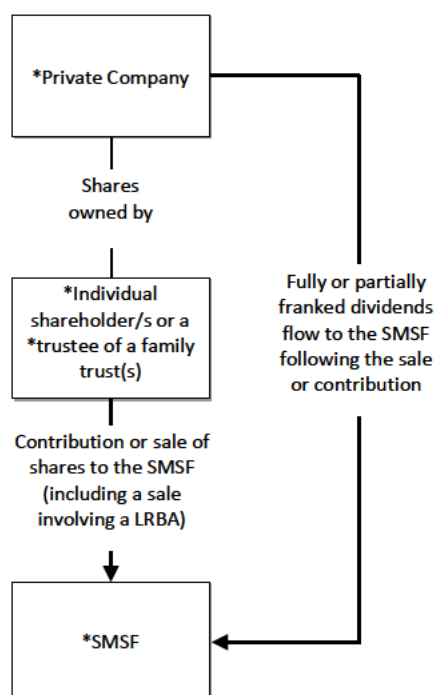 *Private Company
Shares
owned by
*Individual
shareholder/s or a
*trustee of a family
trust(s)
Fully or partially
franked dividends
flow to the SMSF
following the sale
or contribution
Contribution or sale of
shares to the SMSF
(including a sale
involving a LRBA)
*SMSF